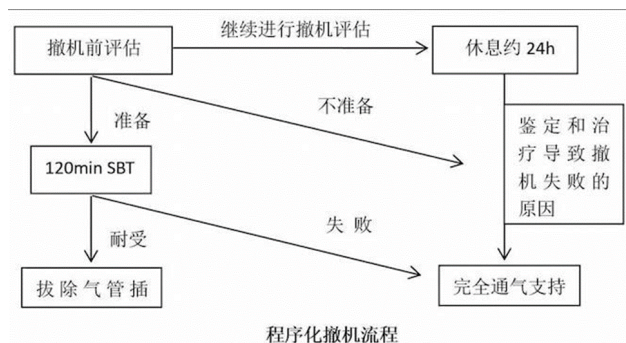 继续进行撤机评估
撤机前评估
休息约 24h
不准备
准备
鉴定和治
疗导致撤
机失败的
原因
120min SBT
失 败
耐受
拔除气管插
完全通气支持
程序化撤机流程